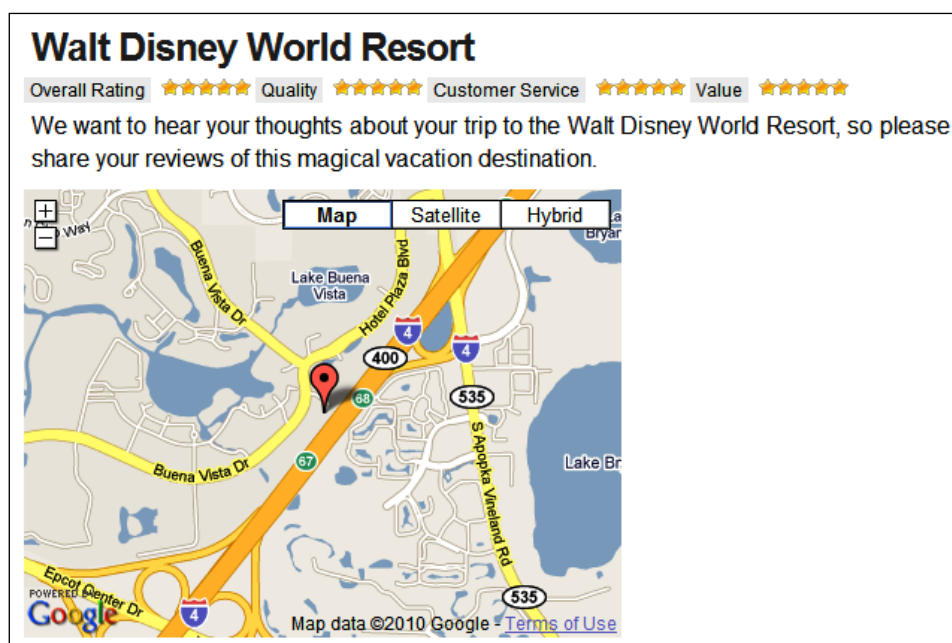 Walt Disney World Resort
Overall Rating Quality Customer Service Value
We want to hear your thoughts about your trip to the Walt Disney World Resort, so please
share your reviews of this magical vacation destination.
+
-
Map Satellite Hybrid
Way
Bryan
Buena Vista Dr
Lake Buena
Vista
Hotel Plaza Blvd
4
400
4
68
535
67
Buena Vista Dr
S Apopka Vineland Rd
Lake Br
Epcot Center Dr
535
4
POWERED BY
Google
Map data ©2010 Google - Terms of Use